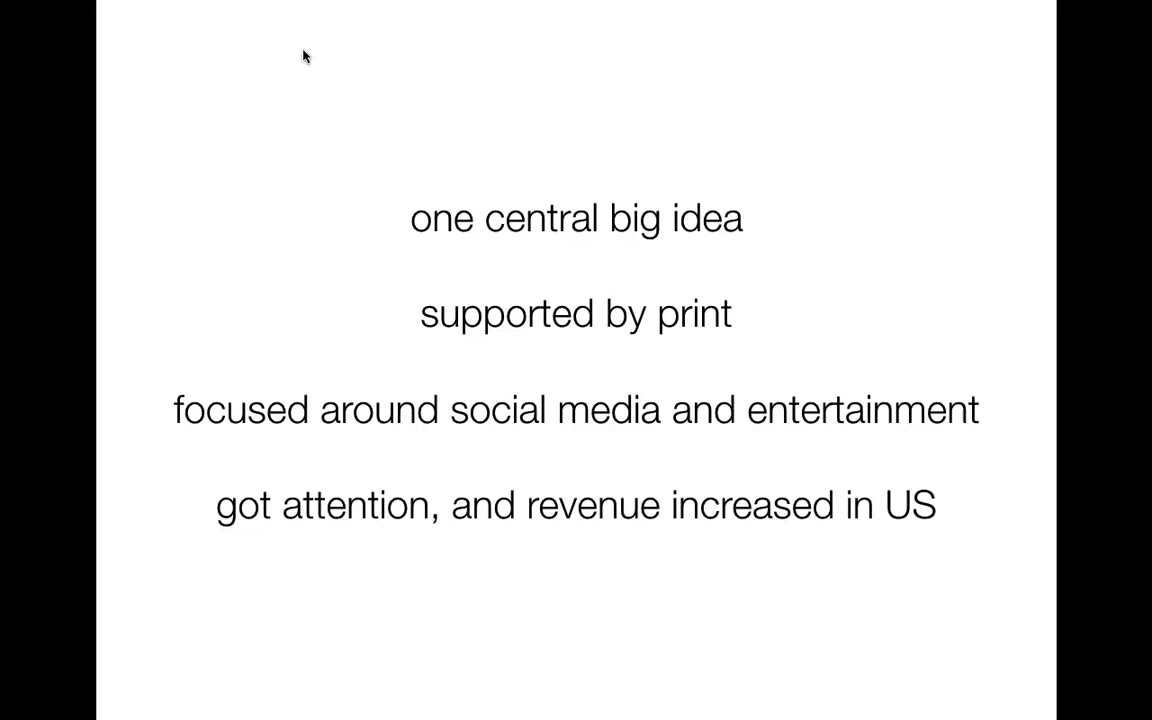 one central big idea
supported by print
focused around social media and entertainment
got attention, and revenue increased in US